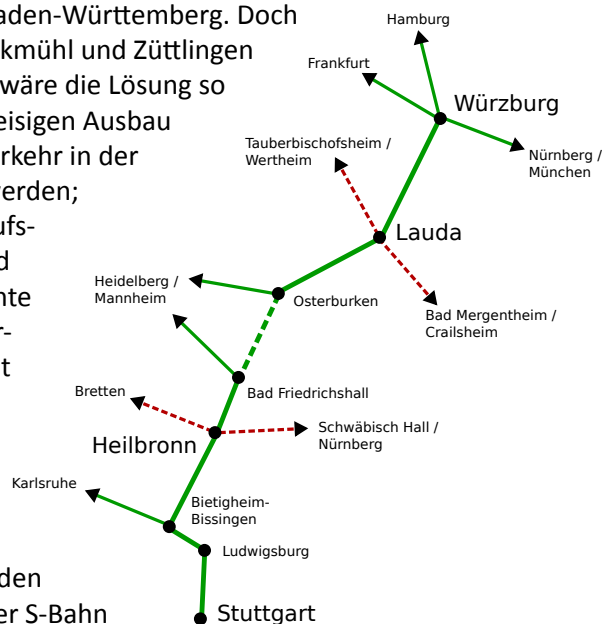 aden-Württemberg. Doch
kmühl und Züttlingen
wäre die Lösung so
eisigen Ausbau
rkehr in der
werden;
ufs-
d
nte
r-
t
den
er S-Bahn
Hamburg
Frankfurt
Würzburg
Tauberbischofsheim /
Wertheim
Nürnberg /
München
Lauda
Heidelberg /
Mannheim
Osterburken
Bad Mergentheim /
Crailsheim
Bretten
Bad Friedrichshall
Heilbronn
Schwäbisch Hall /
Nürnberg
Karlsruhe
Bietigheim-
Bissingen
Ludwigsburg
Stuttgart